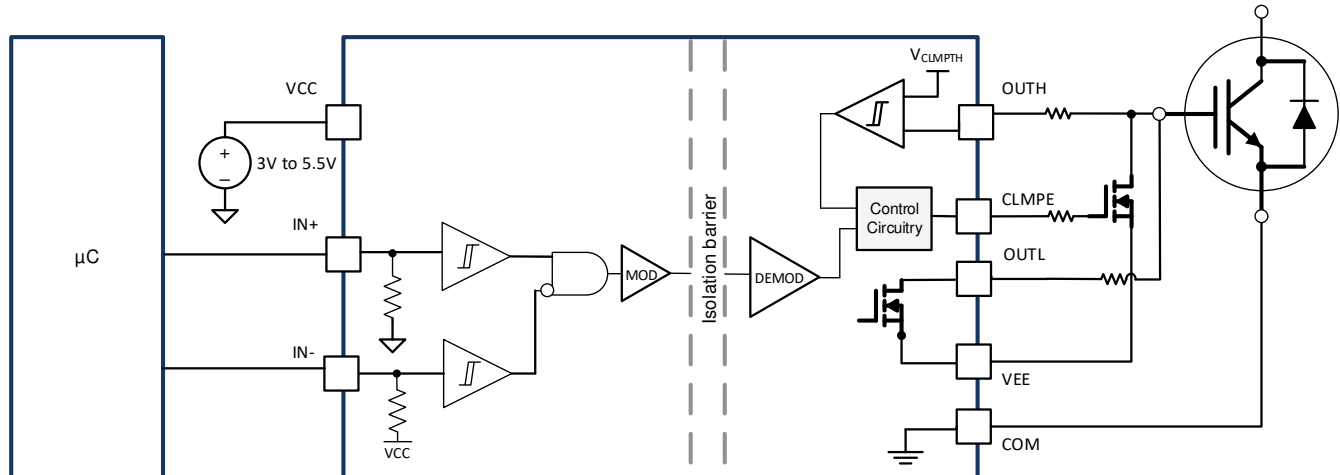 VCLMPTH
VCC
OUTH
+
3V to 5.5V
−
CLMPE
Control
Circuitry
IN+
µC
OUTL
MOD
Isolation barrier
DEMOD
IN-
VEE
VCC
COM